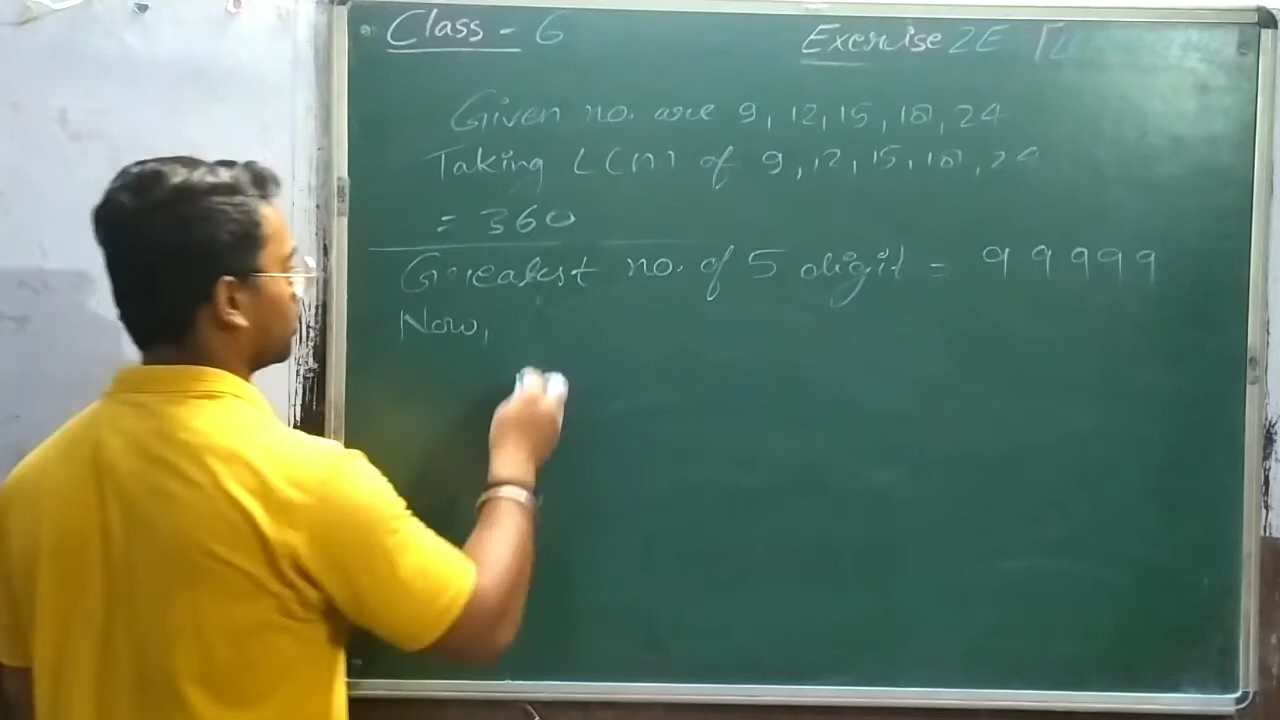 Class - 6
Exercise 2E
Given no. are 9, 12, 15, 18, 24
Taking LCM of 9, 12, 15, 18, 24
= 360
Greatest no. of 5 digit = 99999
Now,